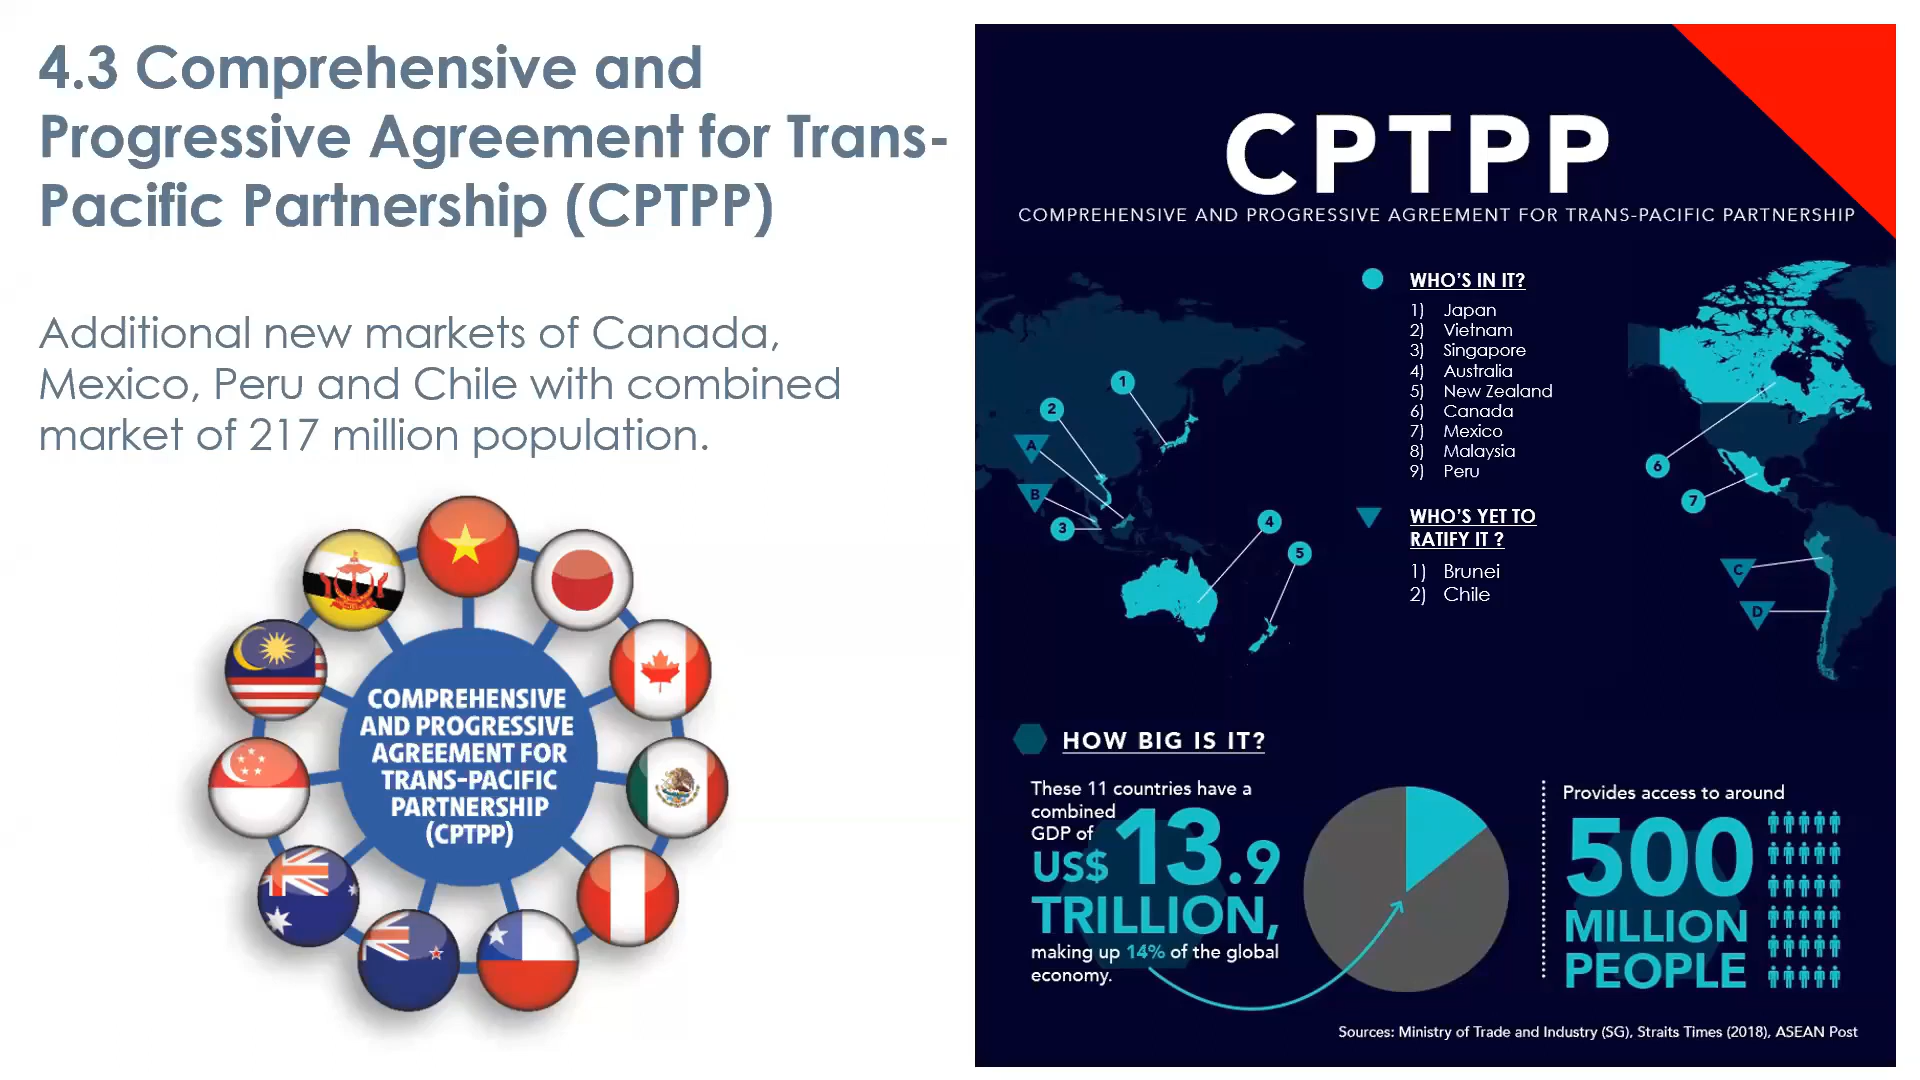 4.3 Comprehensive and
Progressive Agreement for Trans-
Pacific Partnership (CPTPP)
Additional new markets of Canada,
Mexico, Peru and Chile with combined
market of 217 million population.
COMPREHENSIVE
AND PROGRESSIVE
AGREEMENT FOR
TRANS-PACIFIC
PARTNERSHIP
(CPTPP)
CPTPP
COMPREHENSIVE AND PROGRESSIVE AGREEMENT FOR TRANS-PACIFIC PARTNERSHIP
WHO'S IN IT?
1) Japan
2) Vietnam
3) Singapore
4) Australia
5) New Zealand
6) Canada
7) Mexico
8) Malaysia
9) Peru
WHO'S YET TO
RATIFY IT ?
1) Brunei
2) Chile
1
2
A
B
3
4
5
6
7
C
D
HOW BIG IS IT?
These 11 countries have a
combined
GDP of
US$ 13.9
TRILLION,
making up 14% of the global
economy.
Provides access to around
500
MILLION
PEOPLE
Sources: Ministry of Trade and Industry (SG), Straits Times (2018), ASEAN Post